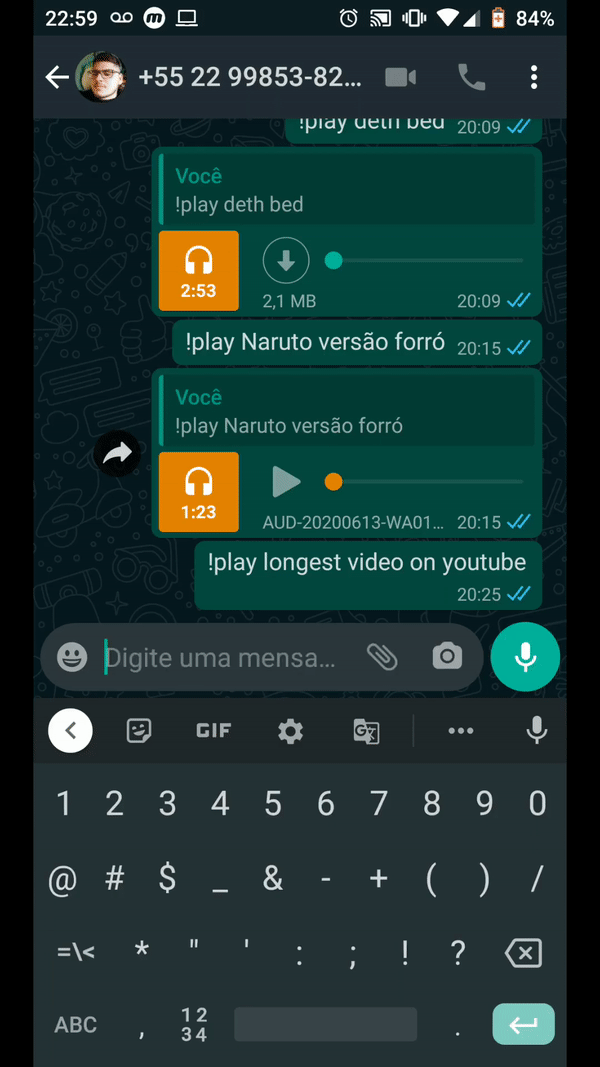 22:59 84%
+55 22 99853-82...
!play deth bed 20:09
Você
!play deth bed
2:53
2,1 MB 20:09
!play Naruto versão forró 20:15
Você
!play Naruto versão forró
1:23
AUD-20200613-WA01... 20:15
!play longest video on youtube
20:25
Digite uma mensa...
GIF
1 2 3 4 5 6 7 8 9 0
@ # $ _ & - + ( ) /
=\< * " ' : ; ! ?
ABC , 12 34 .